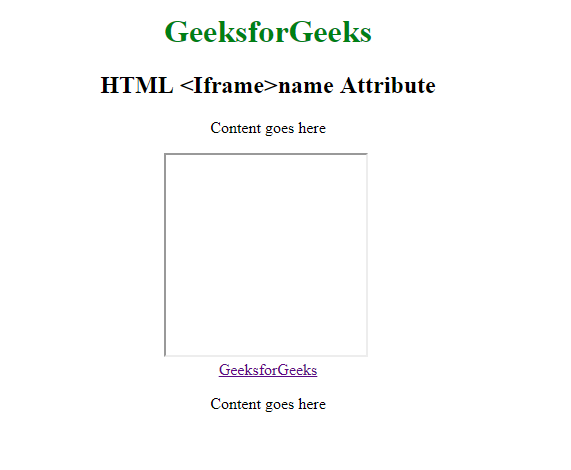 GeeksforGeeks
HTML <Iframe>name Attribute
Content goes here
GeeksforGeeks
Content goes here